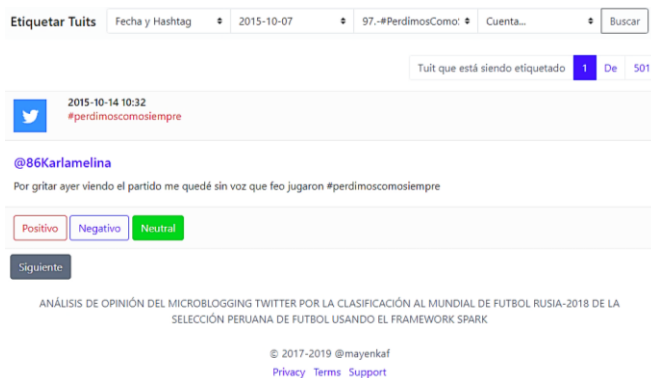 Etiquetar Tuits Fecha y Hashtag 2015-10-07 97.-#PerdimosComo: Cuenta... Buscar
Tuit que está siendo etiquetado 1 De 501
2015-10-14 10:32
#perdimoscomosiempre
@86Karlamelina
Por gritar ayer viendo el partido me quedé sin voz que feo jugaron #perdimoscomosiempre
Positivo Negativo Neutral
Siguiente
ANÁLISIS DE OPINIÓN DEL MICROBLOGGING TWITTER POR LA CLASIFICACIÓN AL MUNDIAL DE FUTBOL RUSIA-2018 DE LA
SELECCIÓN PERUANA DE FUTBOL USANDO EL FRAMEWORK SPARK
© 2017-2019 @mayenkaf
Privacy Terms Support